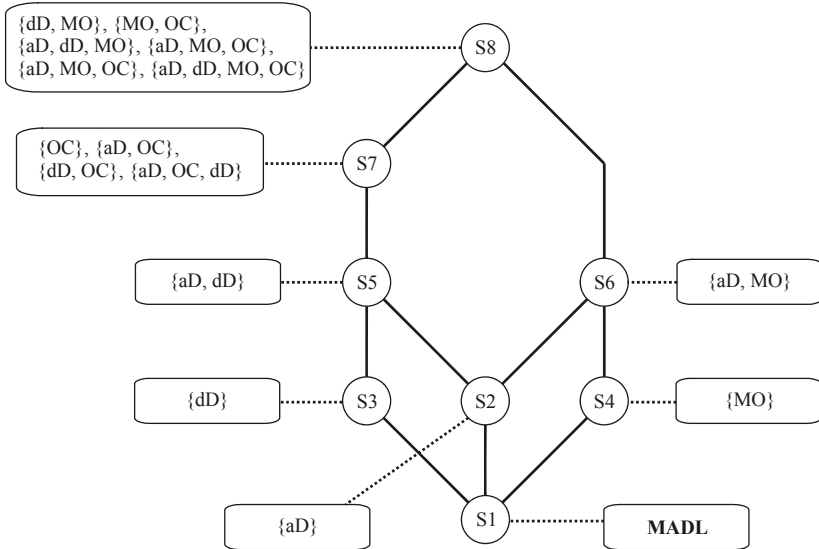 {dD, MO}, {MO, OC},
{aD, dD, MO}, {aD, MO, OC},
{aD, MO, OC}, {aD, dD, MO, OC}
S8
{OC}, {aD, OC},
{dD, OC}, {aD, OC, dD}
S7
{aD, dD}
S5
S6
{aD, MO}
{dD}
S3
S2
S4
{MO}
{aD}
S1
MADL